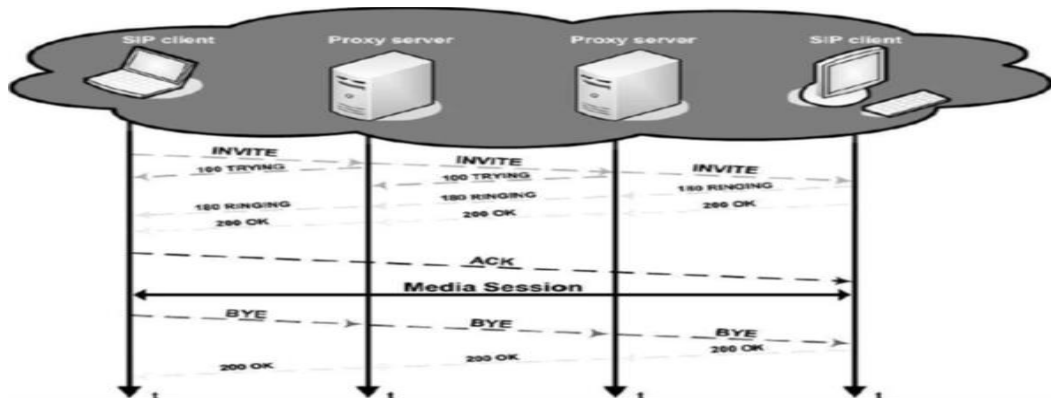 SIP client Proxy server Proxy server SIP client
INVITE INVITE INVITE
100 TRYING 100 TRYING 180 RINGING
180 RINGING 180 RINGING 200 OK
200 OK 200 OK
ACK
Media Session
BYE BYE BYE
200 OK 200 OK 200 OK
t t t t